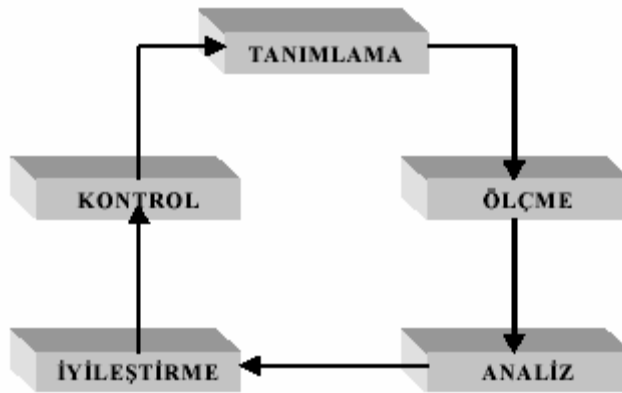 TANIMLAMA
KONTROL
ÖLÇME
İYİLEŞTİRME
ANALİZ